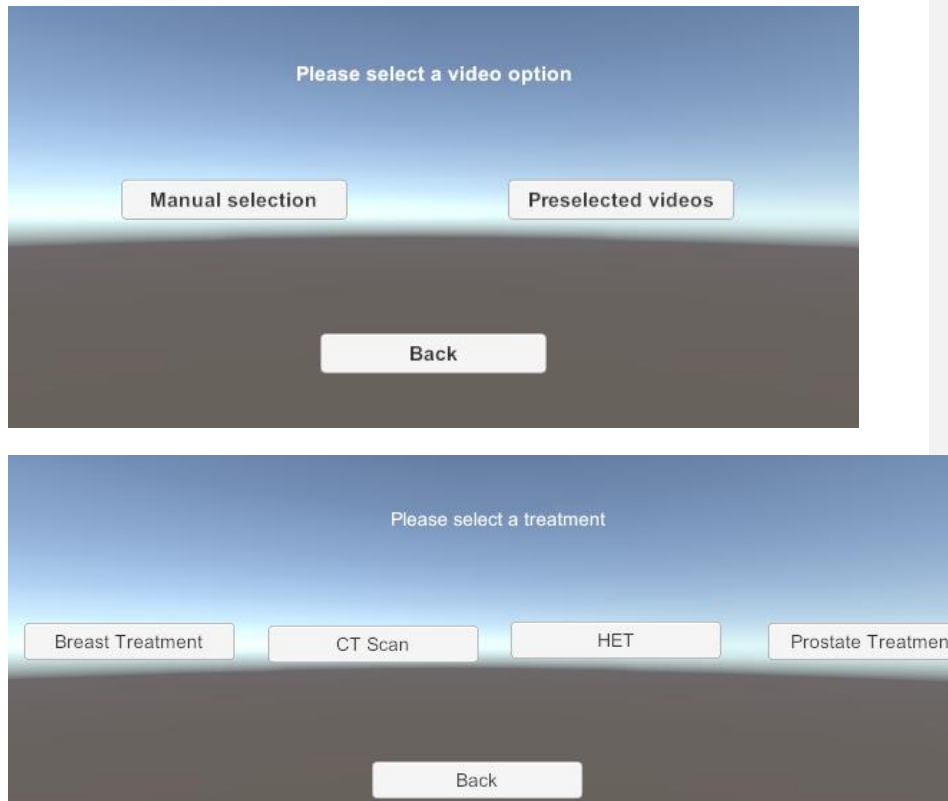 Please select a video option
Manual selection
Preselected videos
Back
Please select a treatment
Breast Treatment
CT Scan
HET
Prostate Treatmen
Back